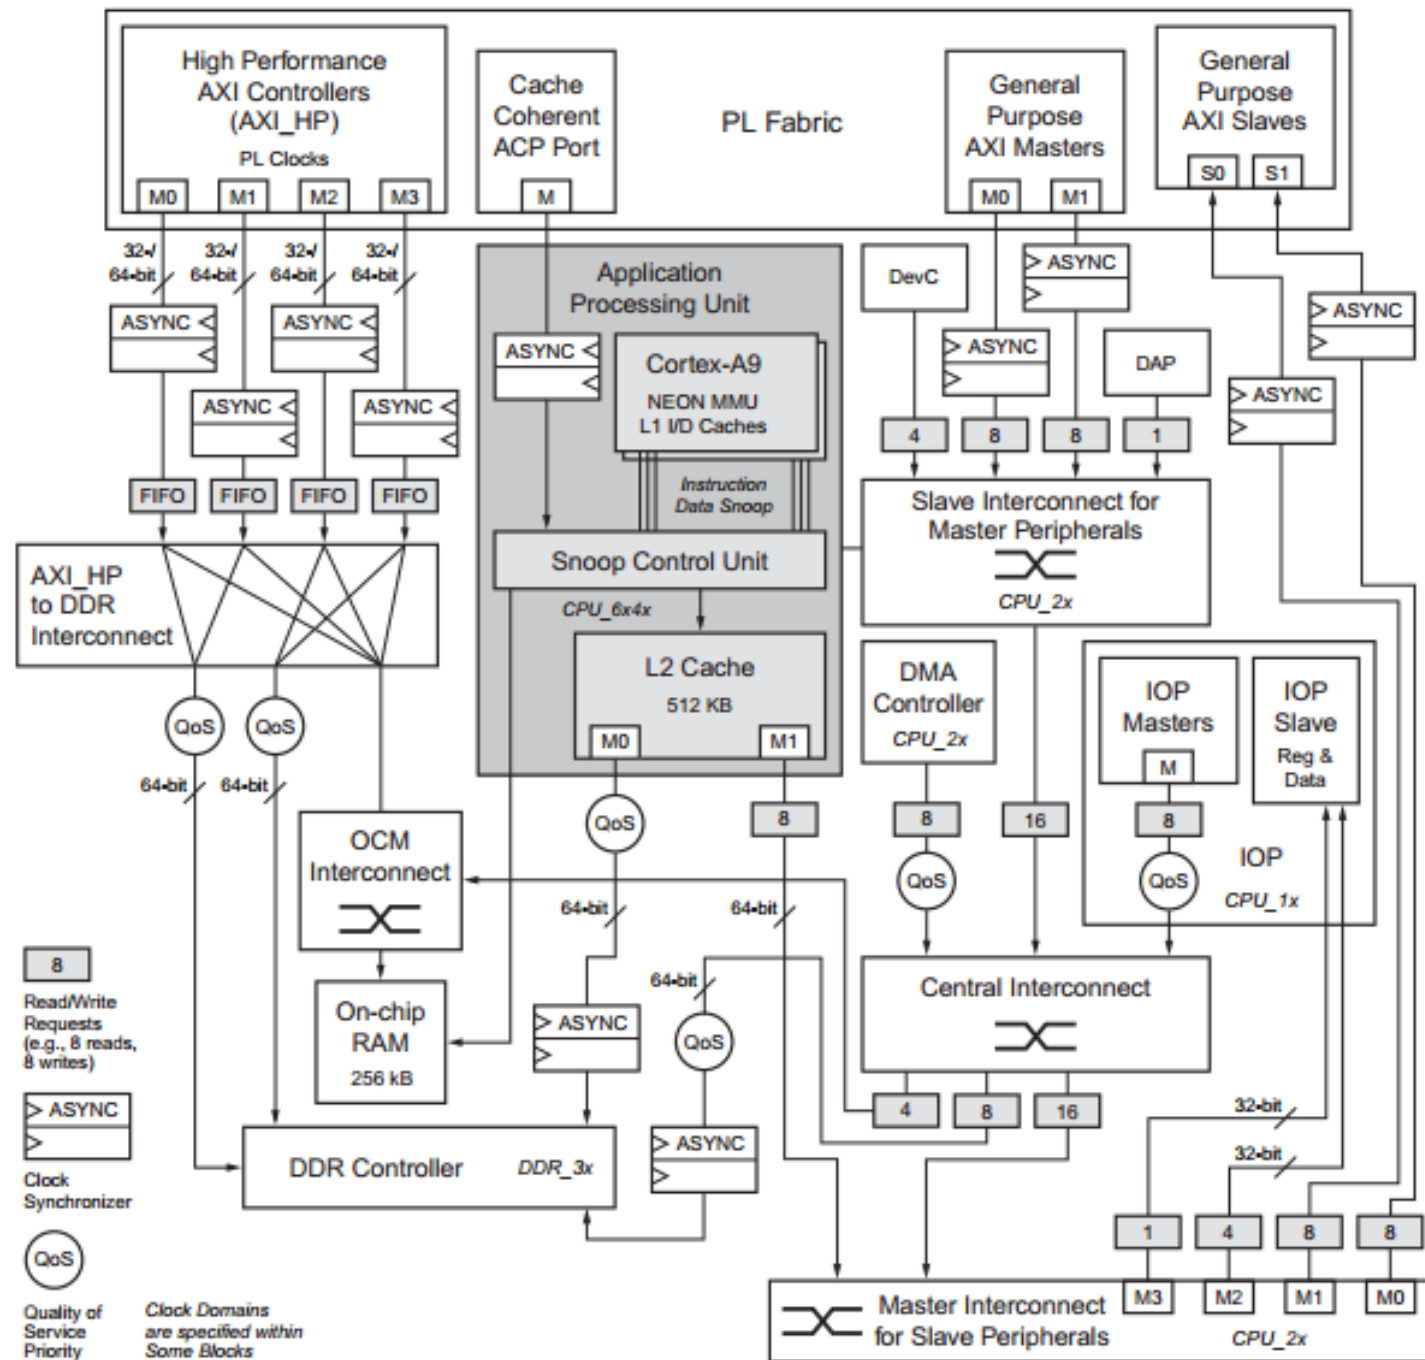 High Performance
AXI Controllers
(AXI_HP)
PL Clocks
M0 M1 M2 M3
Cache
Coherent
ACP Port
M
PL Fabric
General
Purpose
AXI Masters
M0 M1
General
Purpose
AXI Slaves
S0 S1
32-/
64-bit
32-/
64-bit
32-/
64-bit
32-/
64-bit
ASYNC
ASYNC
ASYNC
ASYNC
FIFO FIFO FIFO FIFO
AXI_HP
to DDR
Interconnect
QoS QoS
64-bit 64-bit
Application
Processing Unit
ASYNC
Cortex-A9
NEON MMU
L1 I/D Caches
Instruction
Data Snoop
Snoop Control Unit
CPU_6x4x
L2 Cache
512 KB
M0 M1
QoS
8
64-bit 64-bit
DevC
ASYNC
ASYNC
DAP
ASYNC
ASYNC
4 8 8 1
Slave Interconnect for
Master Peripherals
CPU_2x
DMA
Controller
CPU_2x
8
QoS
16
IOP
Masters
M
8
QoS
IOP
Slave
Reg &
Data
IOP
CPU_1x
OCM
Interconnect
On-chip
RAM
256 kB
ASYNC
64-bit
QoS
ASYNC
Central Interconnect
4 8 16
DDR Controller DDR_3x
32-bit
32-bit
1 4 8 8
M3 M2 M1 M0
Master Interconnect
for Slave Peripherals
CPU_2x
8
Read/Write
Requests
(e.g., 8 reads,
8 writes)
ASYNC
Clock
Synchronizer
QoS
Quality of
Service
Priority
Clock Domains
are specified within
Some Blocks